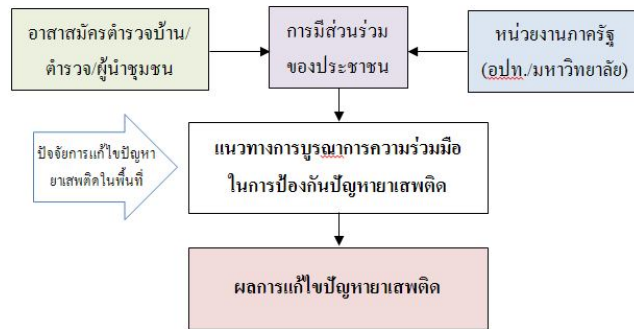 อาสาสมัครตำรวจบ้าน/
ตำรวจ/ผู้นำชุมชน
การมีส่วนร่วม
ของประชาชน
หน่วยงานภาครัฐ
(อปท./มหาวิทยาลัย)
ปัจจัยการแก้ไขปัญหา
ยาเสพติดในพื้นที่
แนวทางการบูรณาการความร่วมมือ
ในการป้องกันปัญหายาเสพติด
ผลการแก้ไขปัญหายาเสพติด